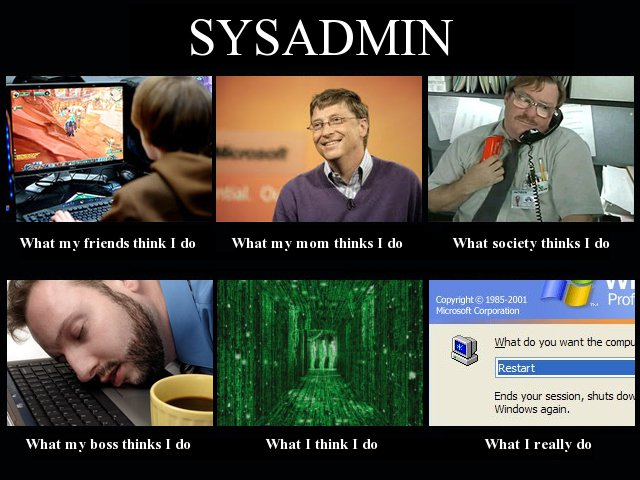 SYSADMIN
Microsoft
What my friends think I do
What my mom thinks I do
What society thinks I do
Copyright © 1985-2001
Microsoft Corporation
What do you want the compu
Restart
Ends your session, shuts dow
Windows again.
What my boss thinks I do
What I think I do
What I really do